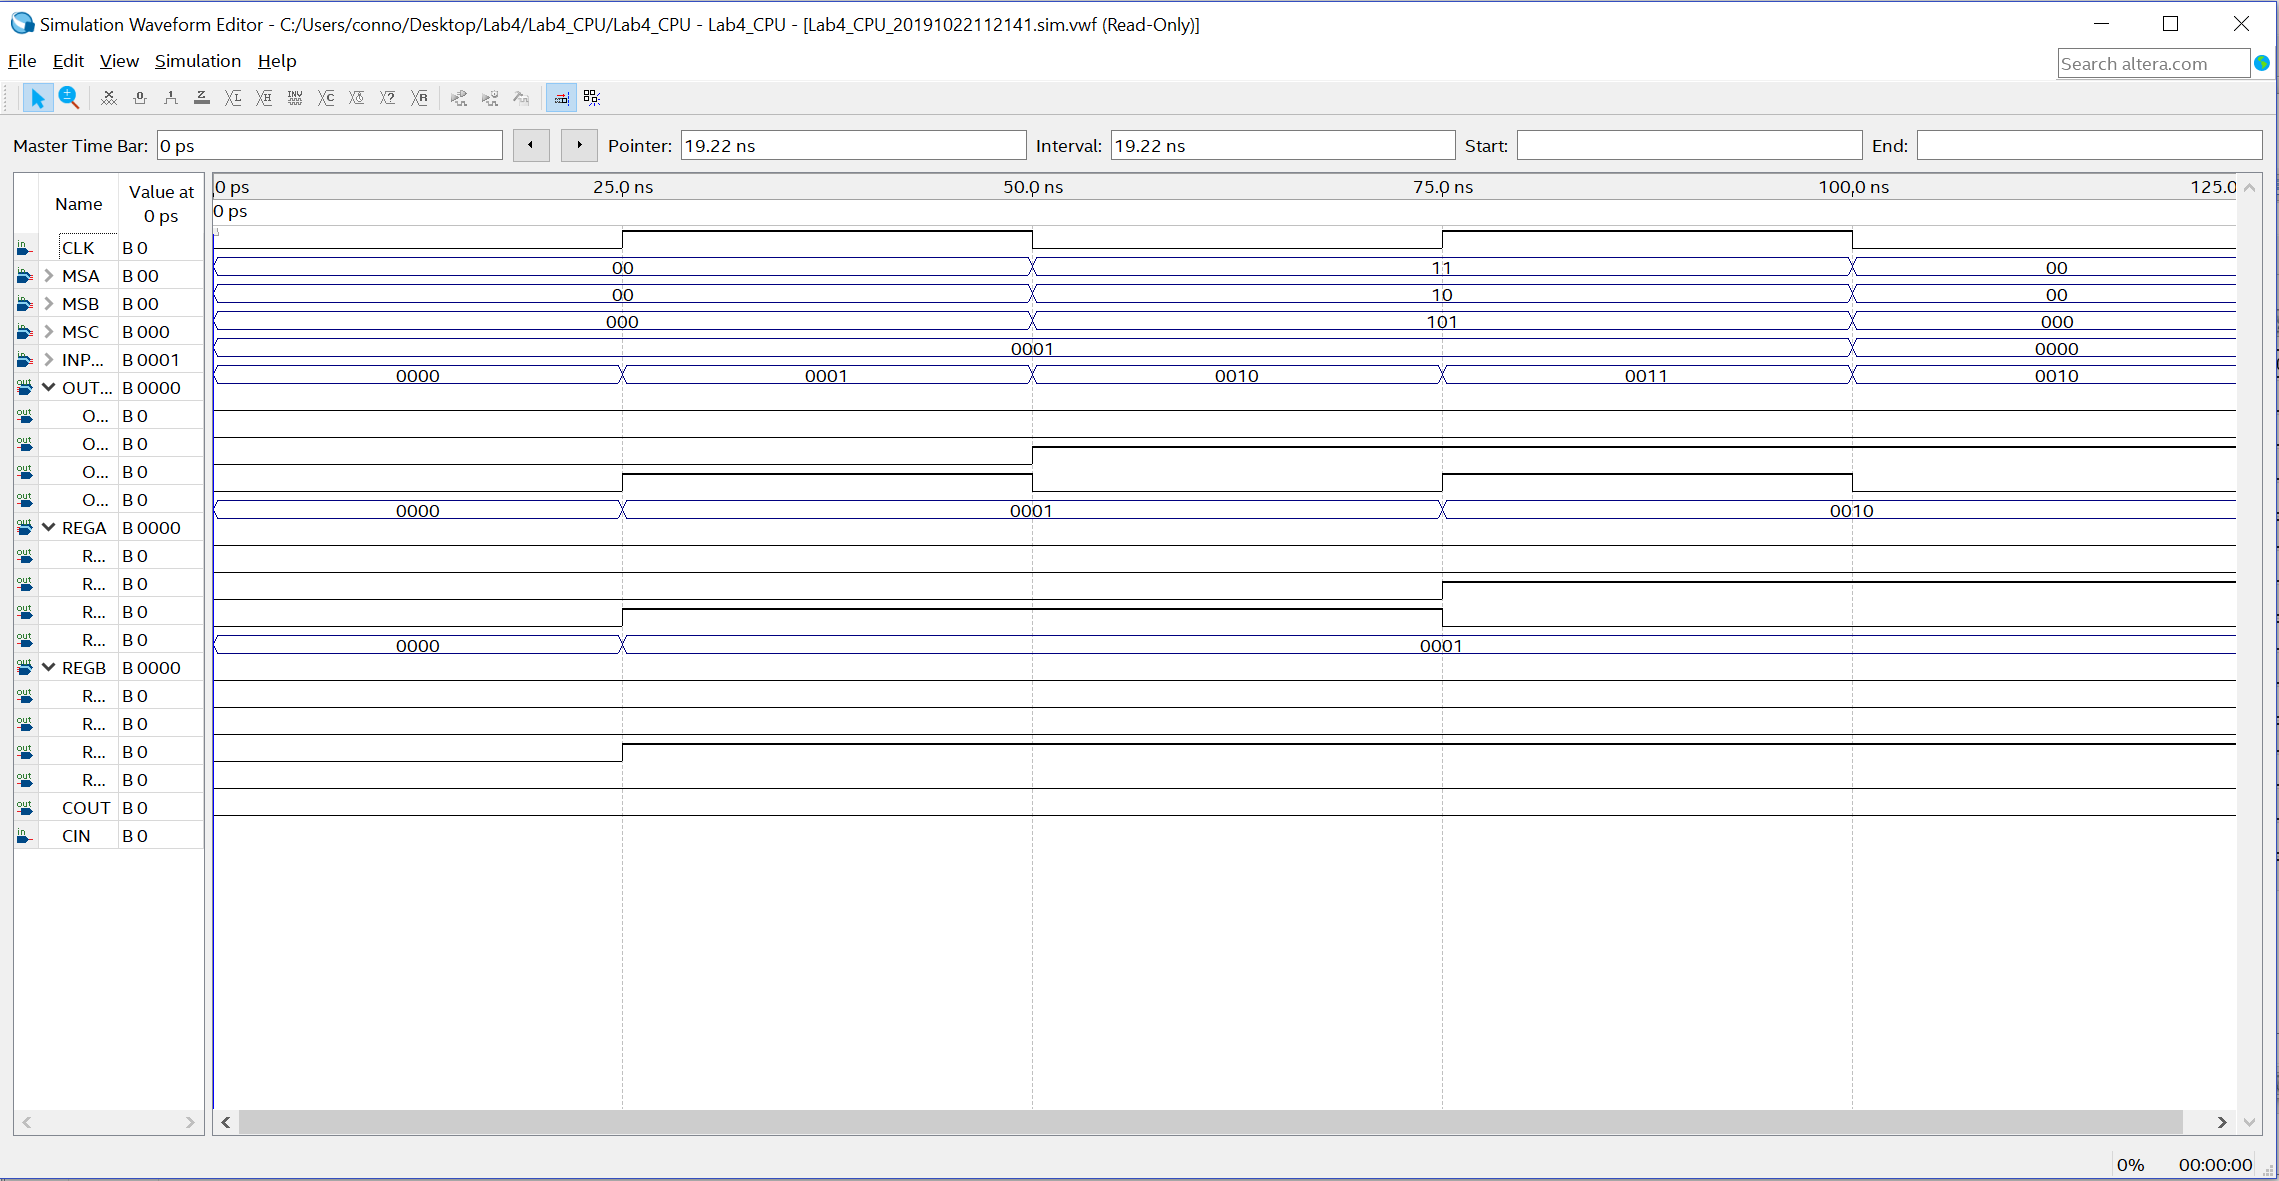 Simulation Waveform Editor - C:/Users/conno/Desktop/Lab4/Lab4_CPU/Lab4_CPU - Lab4_CPU - [Lab4_CPU_20191022112141.sim.vwf (Read-Only)]
File Edit View Simulation Help
Search altera.com
Master Time Bar: 0 ps Pointer: 19.22 ns Interval: 19.22 ns Start: End:
Name Value at 0 ps
0 ps 25.0 ns 50.0 ns 75.0 ns 100.0 ns 125.0
0 ps
CLK B 0
MSA B 00 00 11 00
MSB B 00 00 10 00
MSC B 000 000 101 000
INP... B 0001 0001 0000
OUT... B 0000 0000 0001 0010 0011 0010
O... B 0
O... B 0
O... B 0
O... B 0
REGA B 0000 0000 0001 0010
R... B 0
R... B 0
R... B 0
R... B 0
REGB B 0000 0000 0001
R... B 0
R... B 0
R... B 0
R... B 0
COUT B 0
CIN B 0
0% 00:00:00